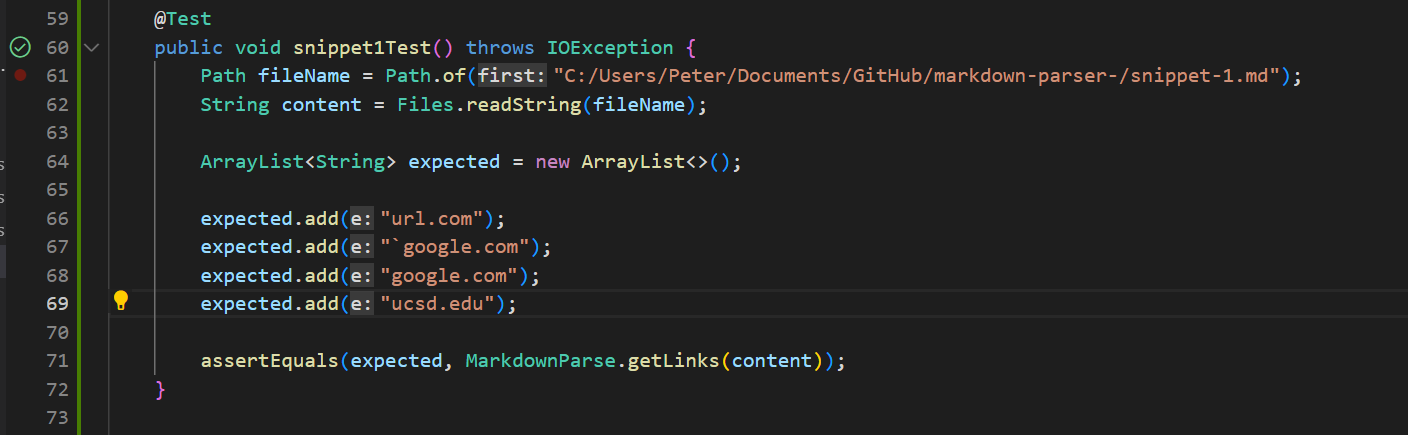 59 @Test
60 public void snippet1Test() throws IOException {
61 Path fileName = Path.of(first: "C:/Users/Peter/Documents/GitHub/markdown-parser-/snippet-1.md");
62 String content = Files.readString(fileName);
63
64 ArrayList<String> expected = new ArrayList<>();
65
66 expected.add(e: "url.com");
67 expected.add(e: "`google.com");
68 expected.add(e: "google.com");
69 expected.add(e: "ucsd.edu");
70
71 assertEquals(expected, MarkdownParse.getLinks(content));
72 }
73